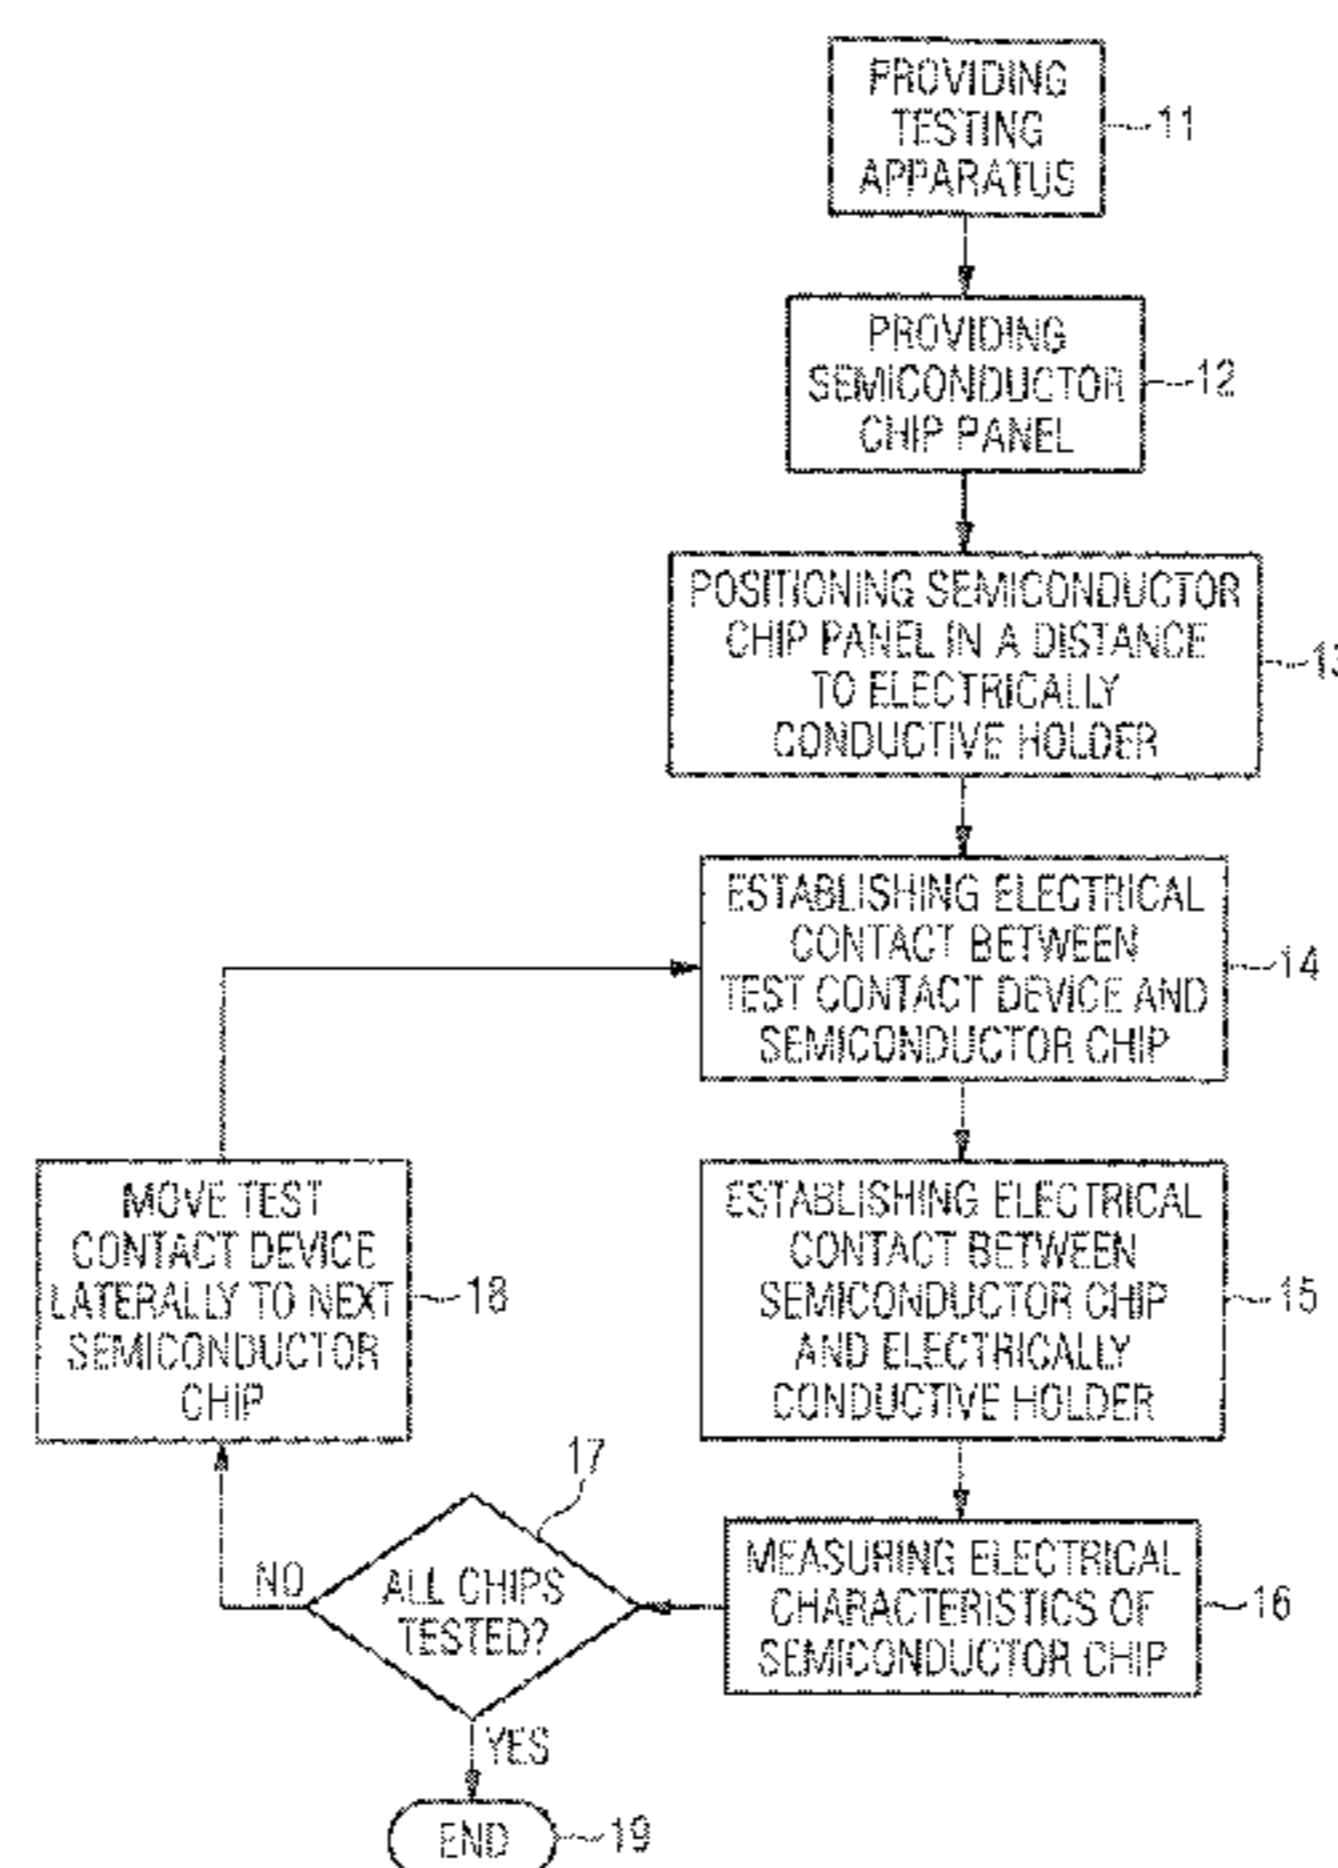 PROVIDING
TESTING
APPARATUS
11
PROVIDING
SEMICONDUCTOR
CHIP PANEL
12
POSITIONING SEMICONDUCTOR
CHIP PANEL IN A DISTANCE
TO ELECTRICALLY
CONDUCTIVE HOLDER
13
ESTABLISHING ELECTRICAL
CONTACT BETWEEN
TEST CONTACT DEVICE AND
SEMICONDUCTOR CHIP
14
ESTABLISHING ELECTRICAL
CONTACT BETWEEN
SEMICONDUCTOR CHIP
AND ELECTRICALLY
CONDUCTIVE HOLDER
15
MEASURING ELECTRICAL
CHARACTERISTICS OF
SEMICONDUCTOR CHIP
16
17
ALL CHIPS
TESTED?
NO
MOVE TEST
CONTACT DEVICE
LATERALLY TO NEXT
SEMICONDUCTOR
CHIP
18
YES
END
19